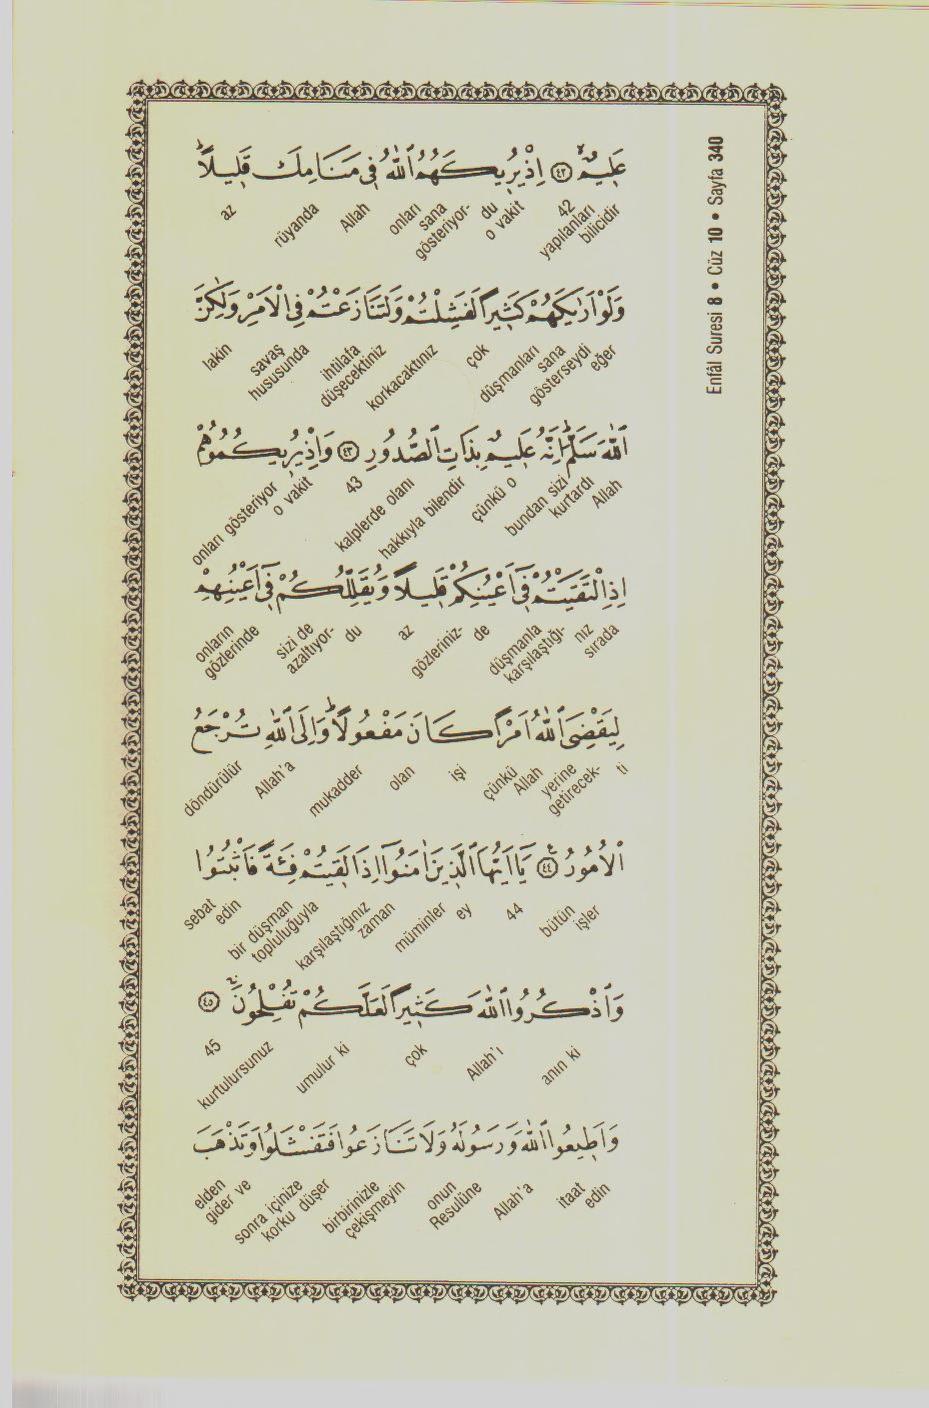 Enfâl Suresi 8 • Cüz 10 • Sayfa 340
عَلِيمٌ ﴿٤٢﴾ اِذْ يُرِيكَهُمُ اللّٰهُ فِى مَنَامِكَ قَلِيلًا
yapılanları bilicidir 42 o vakit du sana gösteriyor- onları Allah rüyanda az
وَلَوْ اَرٰيكَهُمْ كَثِيرًا لَفَشِلْتُمْ وَلَتَنَازَعْتُمْ فِى الْاَمْرِ وَلٰكِنَّ
eğer sana gösterseydi düşmanları çok korkacaktınız ihtilafa düşecektiniz savaş hususunda lakin
اللّٰهَ سَلَّمَ اِنَّهُ عَلِيمٌ بِذَاتِ الصُّدُورِ ﴿٤٣﴾ وَاِذْ يُرِيكُمُوهُمْ
Allah bundan sizi kurtardı çünkü o hakkıyla bilendir kalplerde olanı 43 o vakit onları gösteriyor
اِذِ الْتَقَيْتُمْ فِى اَعْيُنِكُمْ قَلِيلًا وَيُقَلِّلُكُمْ فِى اَعْيُنِهِمْ
nız sırada düşmanla karşılaştığı- de gözleriniz- az du sizi de azaltıyor- onların gözlerinde
لِيَقْضِىَ اللّٰهُ اَمْرًا كَانَ مَفْعُولًا وَاِلَى اللّٰهِ تُرْجَعُ
ti yerine getirecek- çünkü Allah işi olan mukadder Allah'a döndürülür
الْاُمُورُ ﴿٤٤﴾ يَا اَيُّهَا الَّذِينَ اٰمَنُوا اِذَا لَقِيتُمْ فِئَةً فَاثْبُتُوا
bütün işler 44 ey müminler karşılaştığınız zaman bir düşman topluluğuyla sebat edin
وَاذْكُرُوا اللّٰهَ كَثِيرًا لَعَلَّكُمْ تُفْلِحُونَ ﴿٤٥﴾
anın ki Allah'ı çok umulur ki kurtulursunuz 45
وَاَطِيعُوا اللّٰهَ وَرَسُولَهُ وَلَا تَنَازَعُوا فَتَفْشَلُوا وَتَذْهَبَ
itaat edin Allah'a onun Resulüne birbirinizle çekişmeyin sonra içinize korku düşer elden gider ve